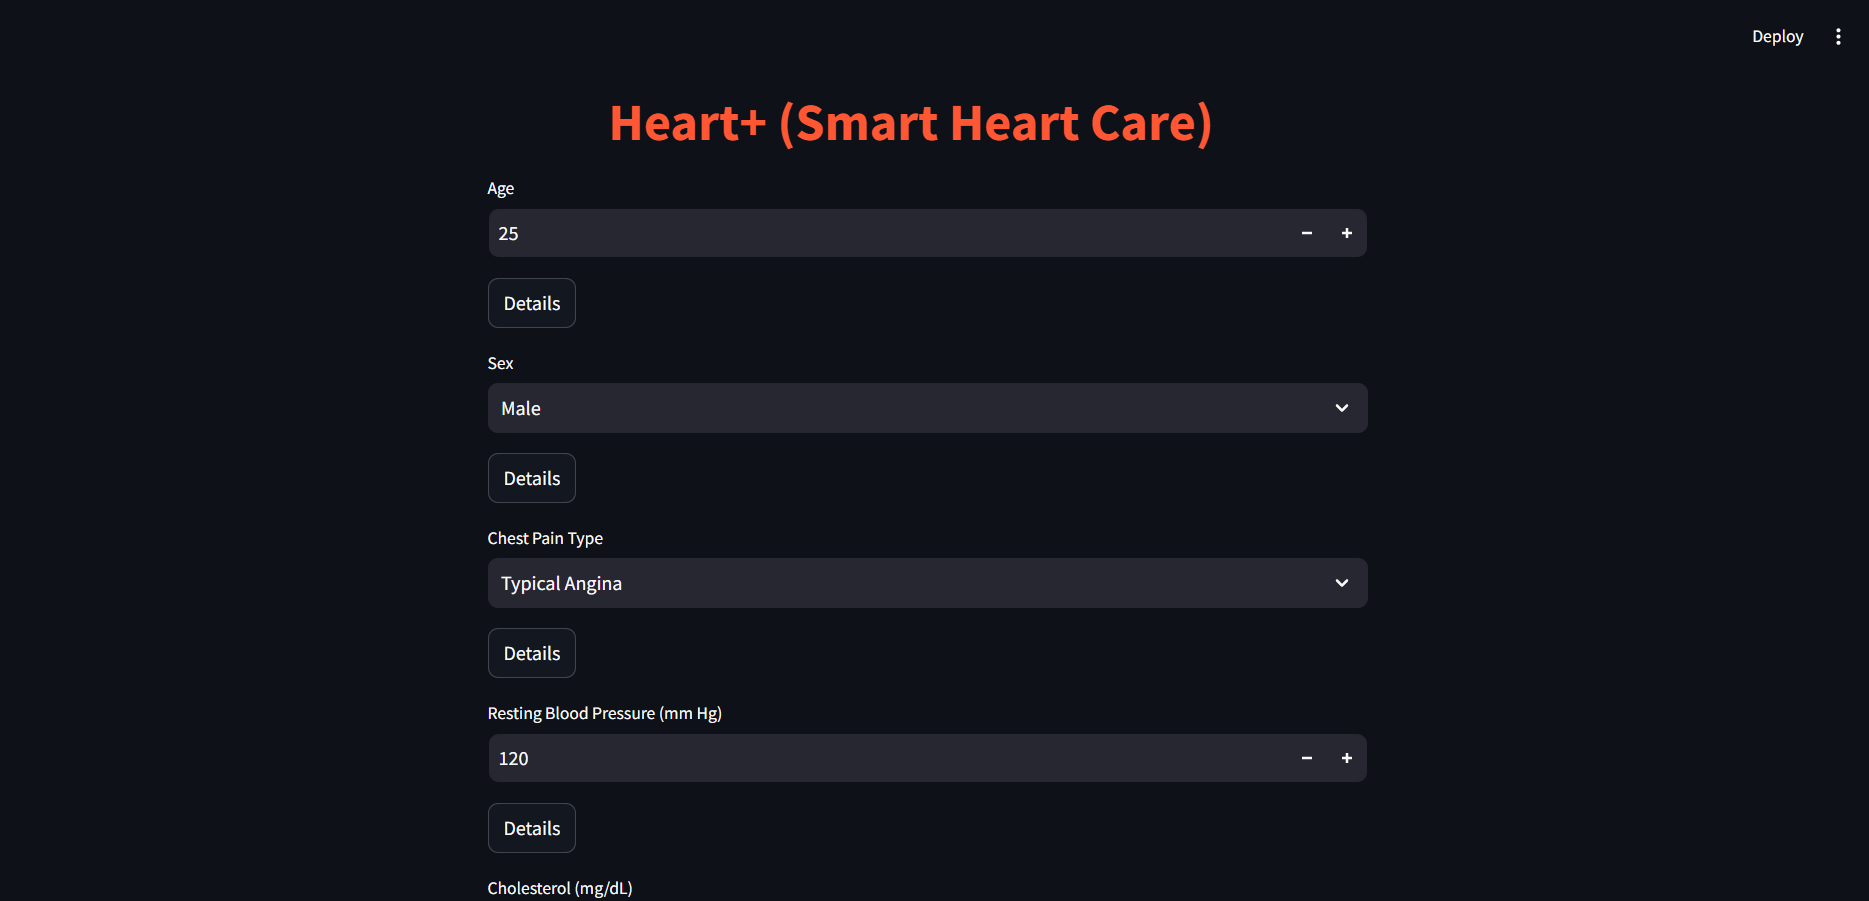 Deploy
Heart+ (Smart Heart Care)
Age
25
Details
Sex
Male
Details
Chest Pain Type
Typical Angina
Details
Resting Blood Pressure (mm Hg)
120
Details
Cholesterol (mg/dL)